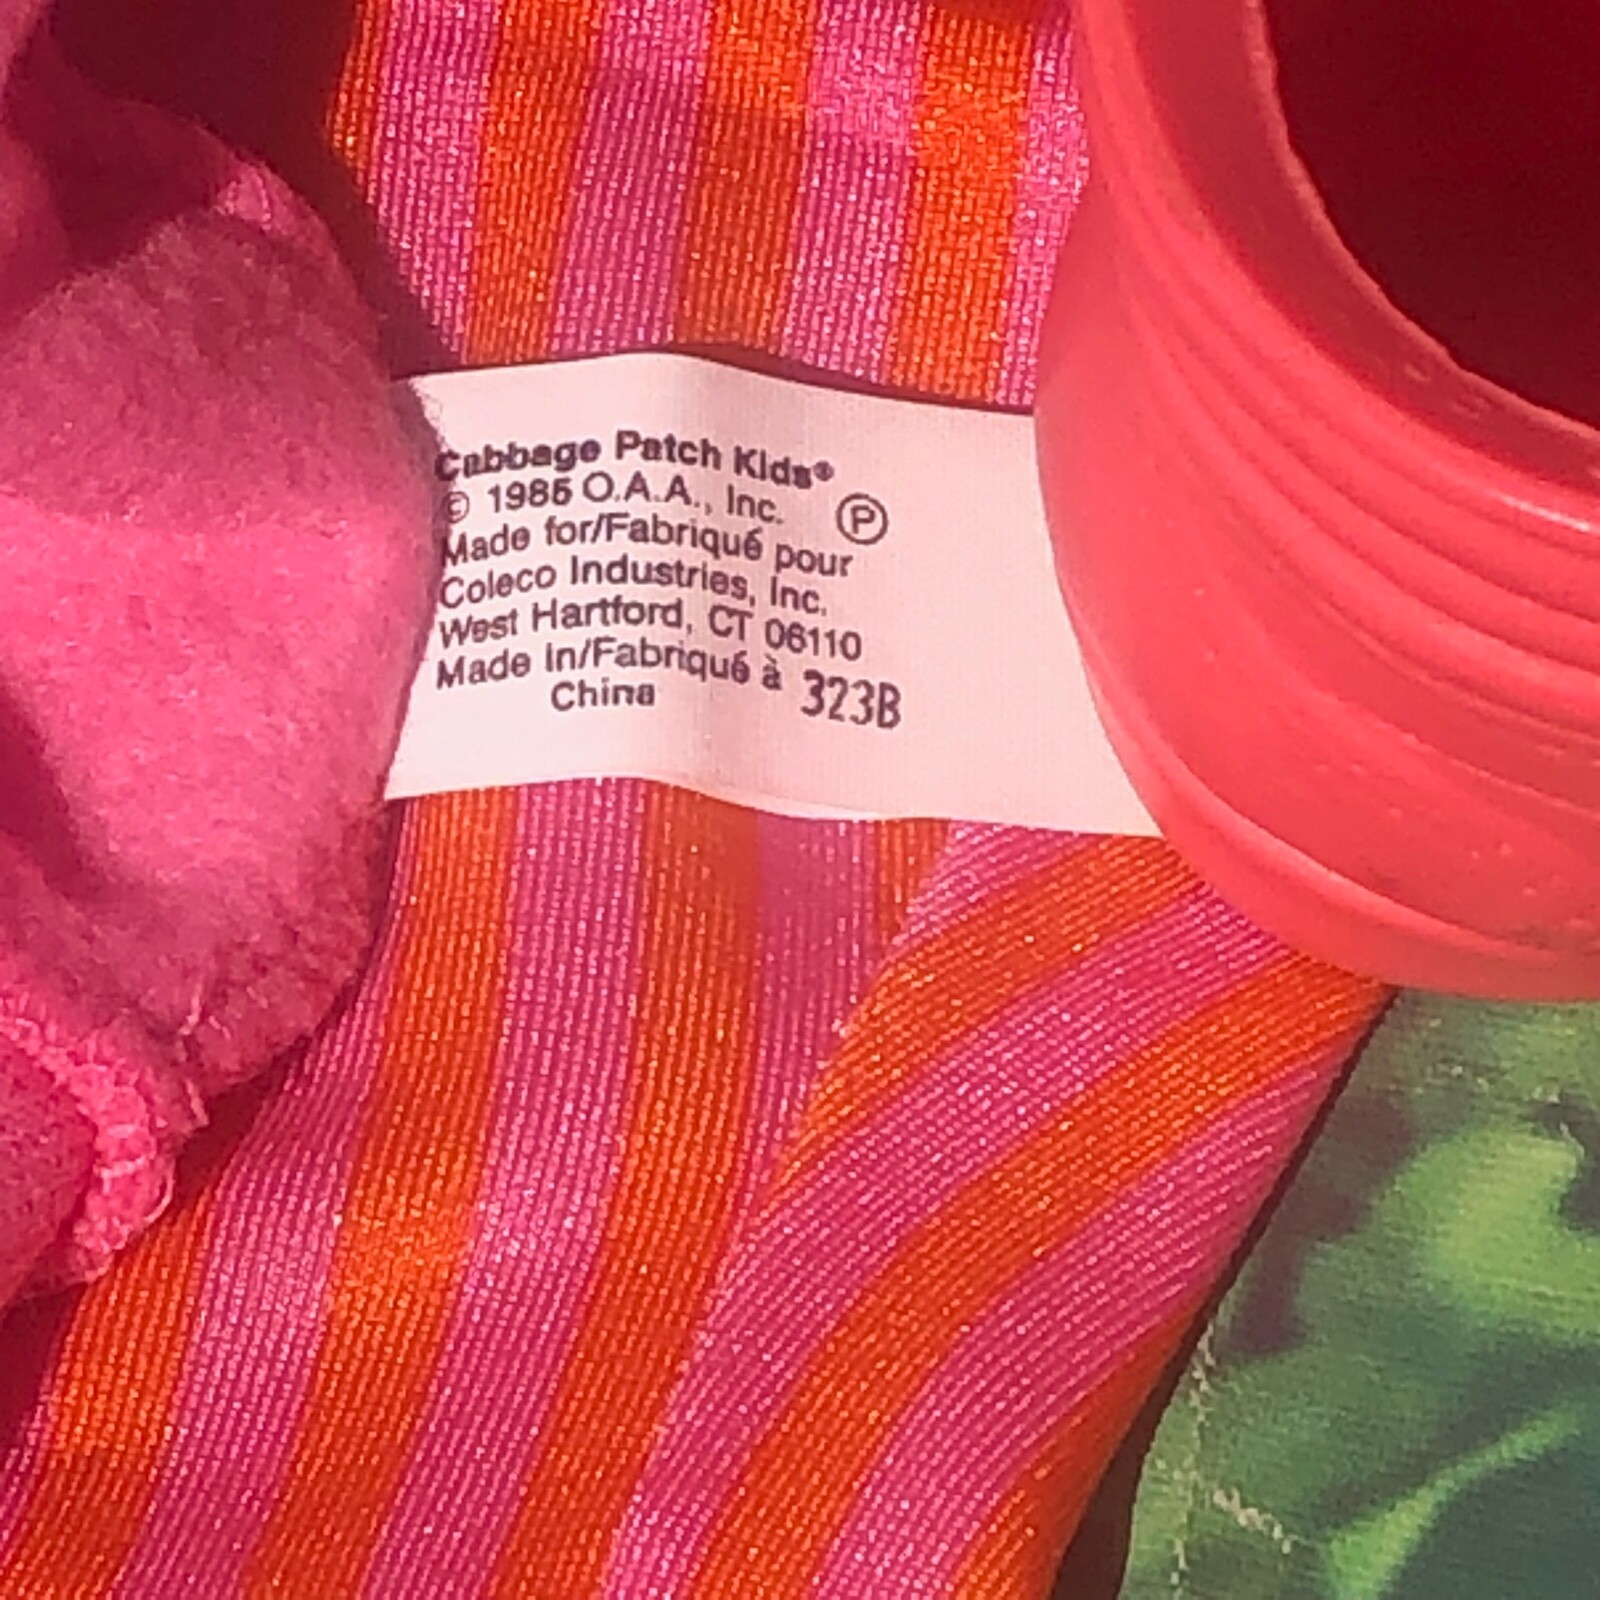 Cabbage Patch Kids®
© 1985 O.A.A., Inc. Ⓟ
Made for/Fabriqué pour
Coleco Industries, Inc.
West Hartford, CT 06110
Made In/Fabriqué à 323B
China